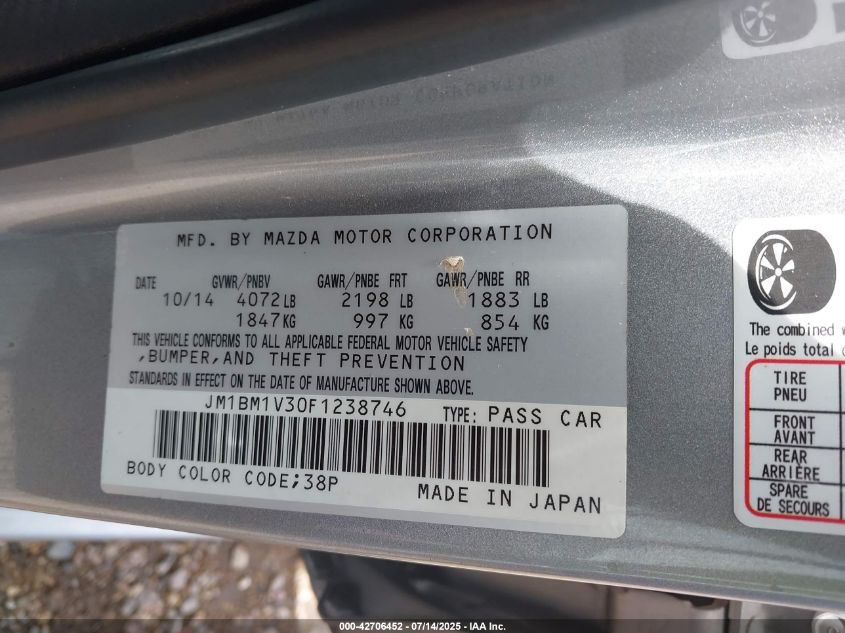 MFD. BY MAZDA MOTOR CORPORATION
DATE GVWR/PNBV GAWR/PNBE FRT GAWR/PNBE RR
10/14 4072 LB 2198 LB 1883 LB
1847 KG 997 KG 854 KG
THIS VEHICLE CONFORMS TO ALL APPLICABLE FEDERAL MOTOR VEHICLE SAFETY
,BUMPER,AND THEFT PREVENTION
STANDARDS IN EFFECT ON THE DATE OF MANUFACTURE SHOWN ABOVE.
JM1BM1V30F1238746 TYPE: PASS CAR
BODY COLOR CODE;38P
MADE IN JAPAN
The combined
Le poids total
TIRE
PNEU
FRONT
AVANT
REAR
ARRIÈRE
SPARE
DE SECOURS
000-42706452 - 07/14/2025 - IAA Inc.